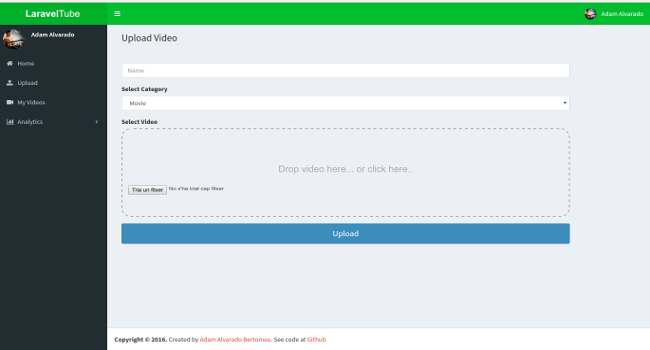 LaravelTube
Adam Alvarado
Adam Alvarado
Home
Upload
My Videos
Analytics
Upload Video
Name
Select Category
Movie
Select Video
Drop video here... or click here..
Tria un fitxer No s'ha triat cap fitxer
Upload
Copyright © 2016. Created by Adam Alvarado Bertomeu. See code at Github